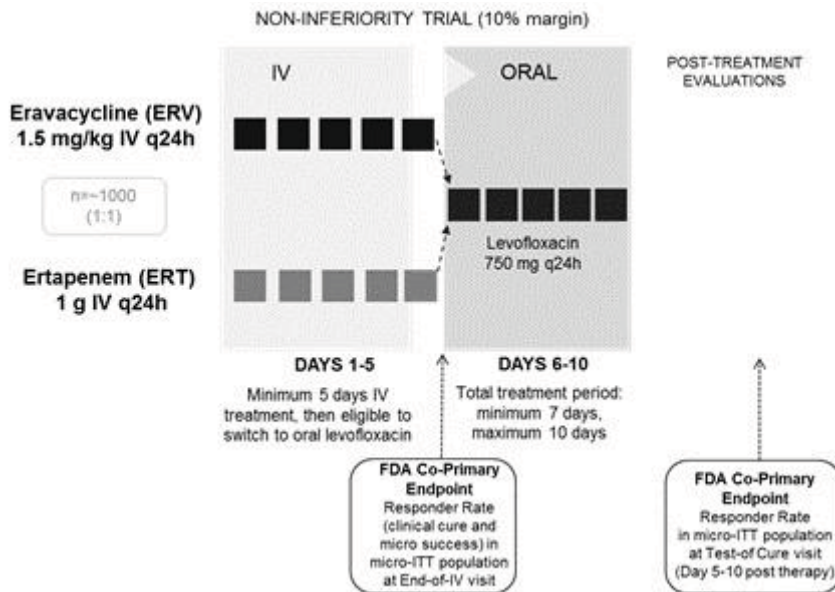 NON-INFERIORITY TRIAL (10% margin)
IV
ORAL
POST-TREATMENT
EVALUATIONS
Eravacycline (ERV)
1.5 mg/kg IV q24h
n=~1000
(1:1)
Levofloxacin
750 mg q24h
Ertapenem (ERT)
1 g IV q24h
DAYS 1-5
Minimum 5 days IV
treatment, then eligible to
switch to oral levofloxacin
DAYS 6-10
Total treatment period:
minimum 7 days,
maximum 10 days
FDA Co-Primary
Endpoint
Responder Rate
(clinical cure and
micro success) in
micro-ITT population
at End-of-IV visit
FDA Co-Primary
Endpoint
Responder Rate
in micro-ITT population
at Test-of Cure visit
(Day 5-10 post therapy)